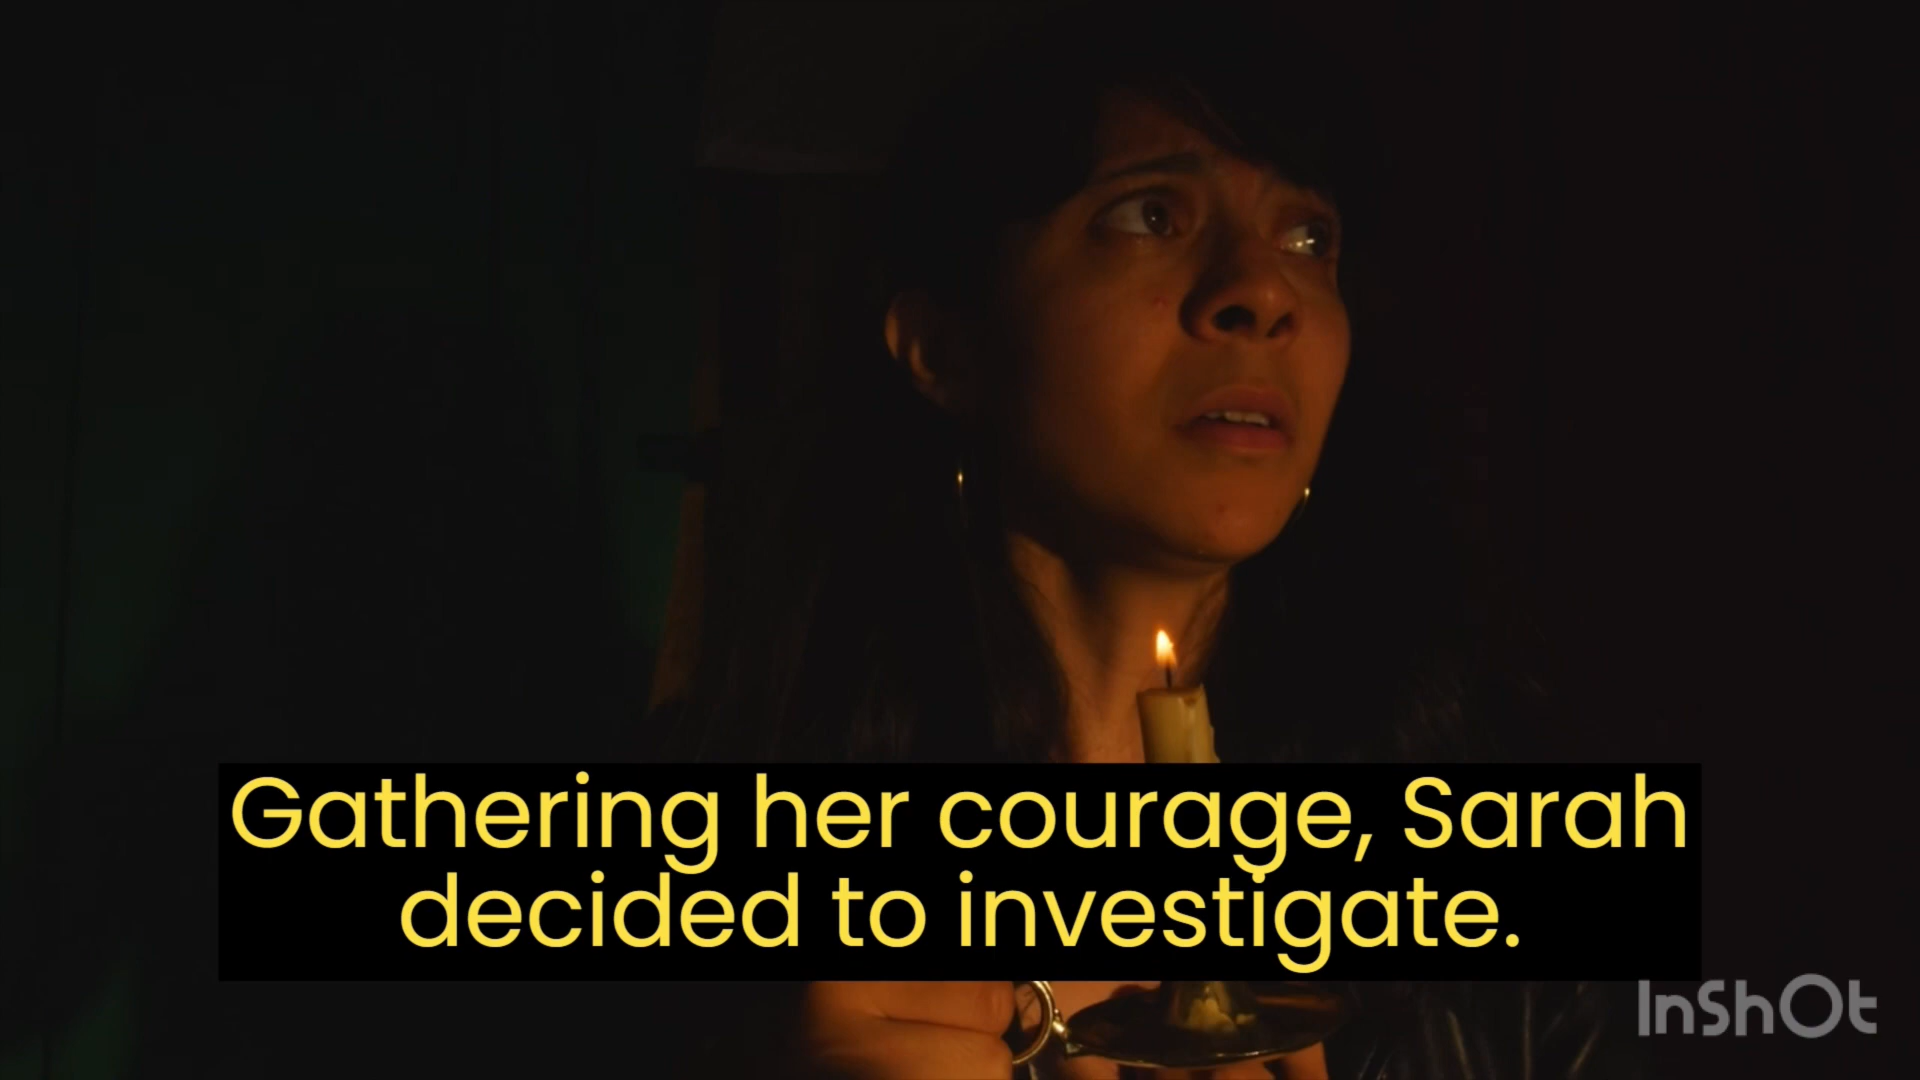 Gathering her courage, Sarah
decided to investigate.
InShOt